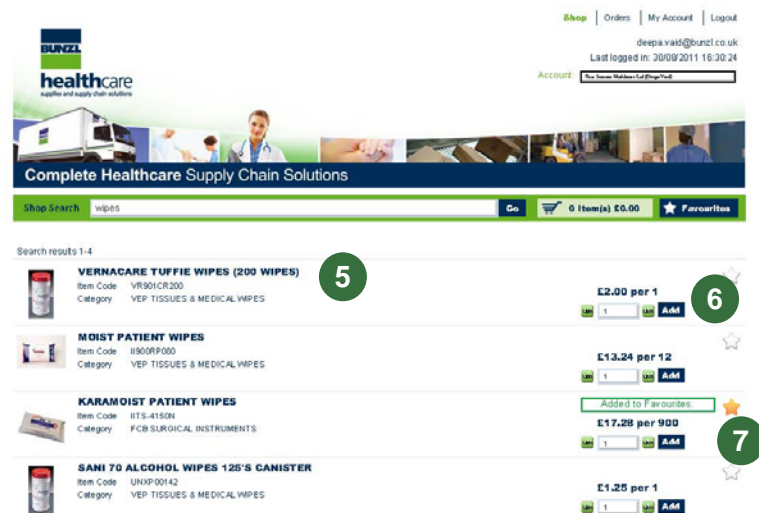 Shop Orders My Account Logout
deepa.vaid@bunzl.co.uk
Last logged in: 30/08/2011 16:30:24
Account:
BUNZL
healthcare
supplies and supply chain solutions
Complete Healthcare Supply Chain Solutions
Shop Search wipes Go 0 Item(s) £0.00 Favourites
Search results 1-4
VERNACARE TUFFIE WIPES (200 WIPES) 5
Item Code VR901CR200
Category VEP TISSUES & MEDICAL WIPES
£2.00 per 1 6
1 Add
MOIST PATIENT WIPES
Item Code II900RP080
Category VEP TISSUES & MEDICAL WIPES
£13.24 per 12
1 Add
KARAMOIST PATIENT WIPES
Item Code IITS-4150N
Category FCB SURGICAL INSTRUMENTS
Added to Favourites.
£17.28 per 900 7
1 Add
SANI 70 ALCOHOL WIPES 125'S CANISTER
Item Code UNXP00142
Category VEP TISSUES & MEDICAL WIPES
£1.25 per 1
1 Add